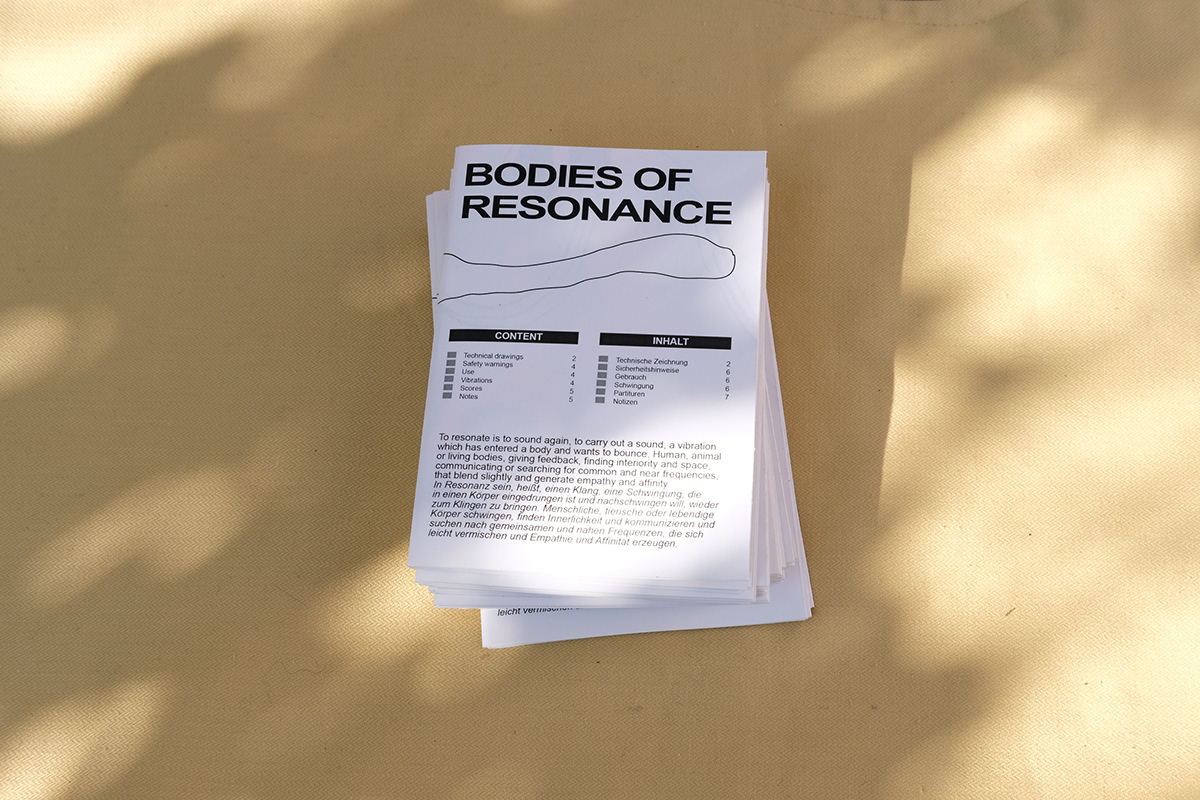 BODIES OF
RESONANCE
CONTENT
Technical drawings 2
Safety warnings 4
Use 4
Vibrations 4
Scores 5
Notes 5
INHALT
Technische Zeichnung 2
Sicherheitshinweise 6
Gebrauch 6
Schwingung 6
Partituren 7
Notizen
To resonate is to sound again, to carry out a sound, a vibration
which has entered a body and wants to bounce. Human, animal
or living bodies, giving feedback, finding interiority and space,
communicating or searching for common and near frequencies,
that blend slightly and generate empathy and affinity.
In Resonanz sein, heißt, einen Klang, eine Schwingung, die
in einen Körper eingedrungen ist und nachschwingen will, wieder
zum Klingen zu bringen. Menschliche, tierische oder lebendige
Körper schwingen, finden Innerlichkeit und kommunizieren und
suchen nach gemeinsamen und nahen Frequenzen, die sich
leicht vermischen und Empathie und Affinität erzeugen.
leicht vermischen